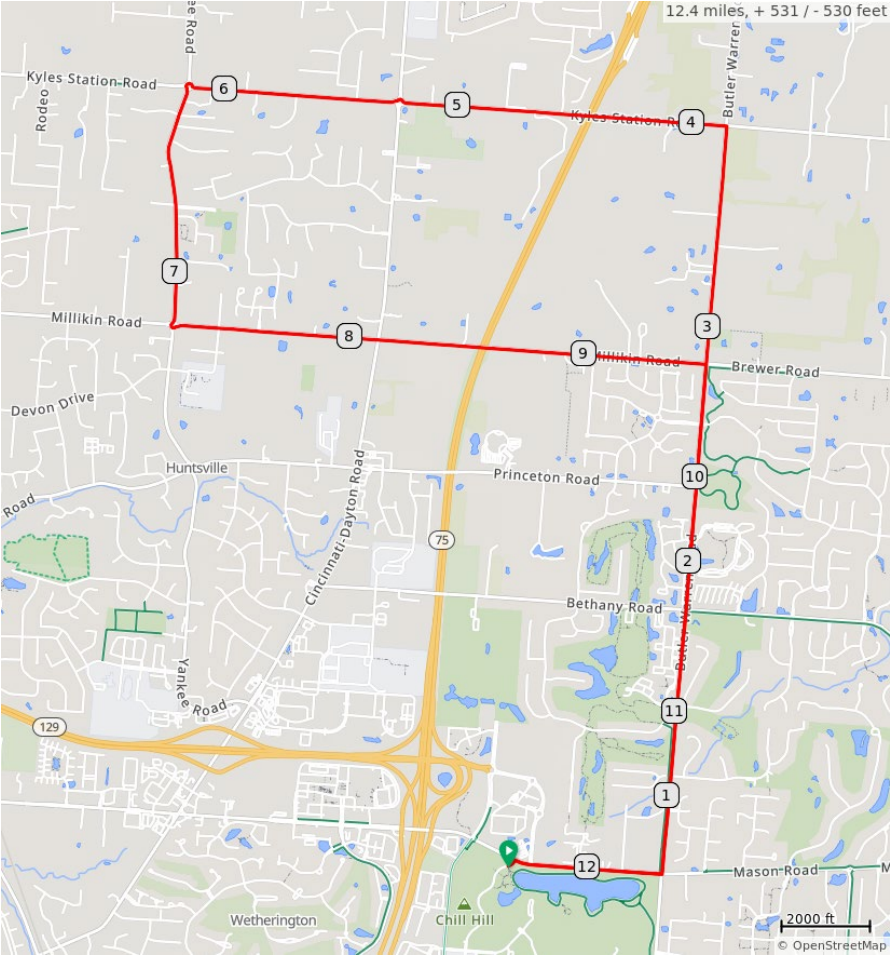 12.4 miles, + 531 / - 530 feet
ee Road
Butler Warren
Kyles Station Road
6
5
Rodeo
Kyles Station R
4
7
Millikin Road
3
8
9
Millikin Road
Brewer Road
Devon Drive
Huntsville
Princeton Road
10
Road
Cincinnati-Dayton Road
75
2
Bethany Road
Butler Warren Road
Yankee Road
11
129
1
12
Mason Road
M
Wetherington
Chill Hill
2000 ft
© OpenStreetMap